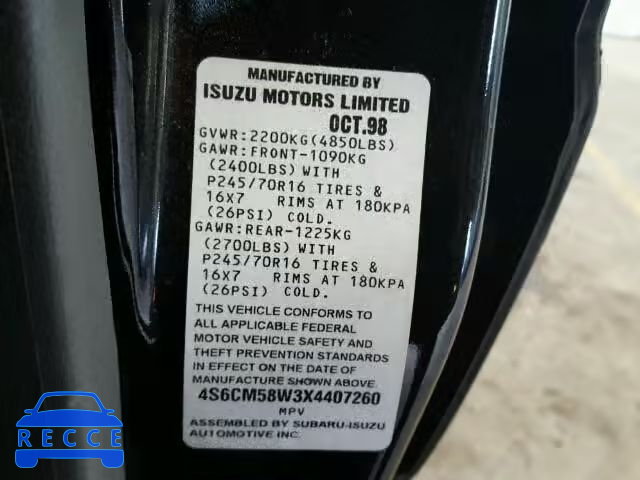 MANUFACTURED BY
ISUZU MOTORS LIMITED
OCT.98
GVWR:2200KG(4850LBS)
GAWR:FRONT-1090KG
(2400LBS) WITH
P245/70R16 TIRES &
16X7 RIMS AT 180KPA
(26PSI) COLD.
GAWR:REAR-1225KG
(2700LBS) WITH
P245/70R16 TIRES &
16X7 RIMS AT 180KPA
(26PSI) COLD.
THIS VEHICLE CONFORMS TO
ALL APPLICABLE FEDERAL
MOTOR VEHICLE SAFETY AND
THEFT PREVENTION STANDARDS
IN EFFECT ON THE DATE OF
MANUFACTURE SHOWN ABOVE.
4S6CM58W3X4407260
MPV
ASSEMBLED BY SUBARU-ISUZU
AUTOMOTIVE INC.
RECCE